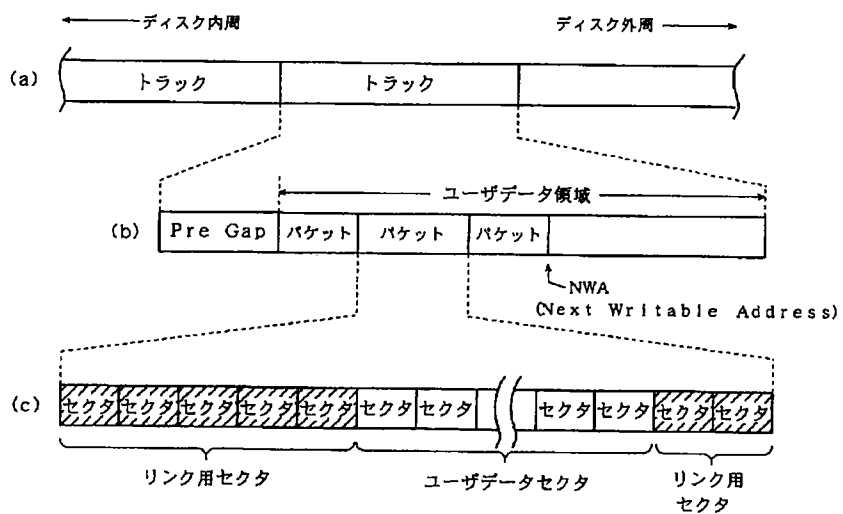 ディスク内周 ディスク外周
(a) トラック トラック
ユーザデータ領域
(b) Pre Gap パケット パケット パケット
NWA
(Next Writable Address)
(c) セクタ セクタ セクタ セクタ セクタ セクタ セクタ セクタ セクタ セクタ セクタ
リンク用セクタ ユーザデータセクタ リンク用
セクタ